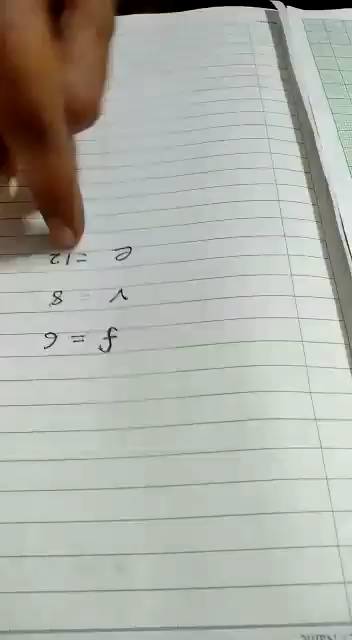 f = 6
v = 8
e = 12